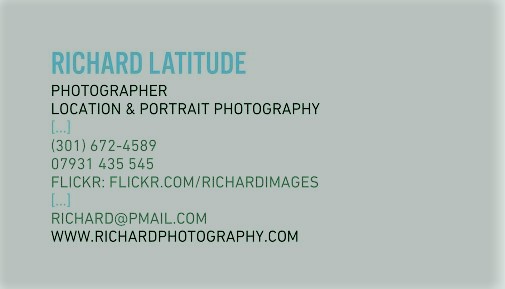 RICHARD LATITUDE
PHOTOGRAPHER
LOCATION & PORTRAIT PHOTOGRAPHY
[...]
(301) 672-4589
07931 435 545
FLICKR: FLICKR.COM/RICHARDIMAGES
[...]
RICHARD@PMAIL.COM
WWW.RICHARDPHOTOGRAPHY.COM